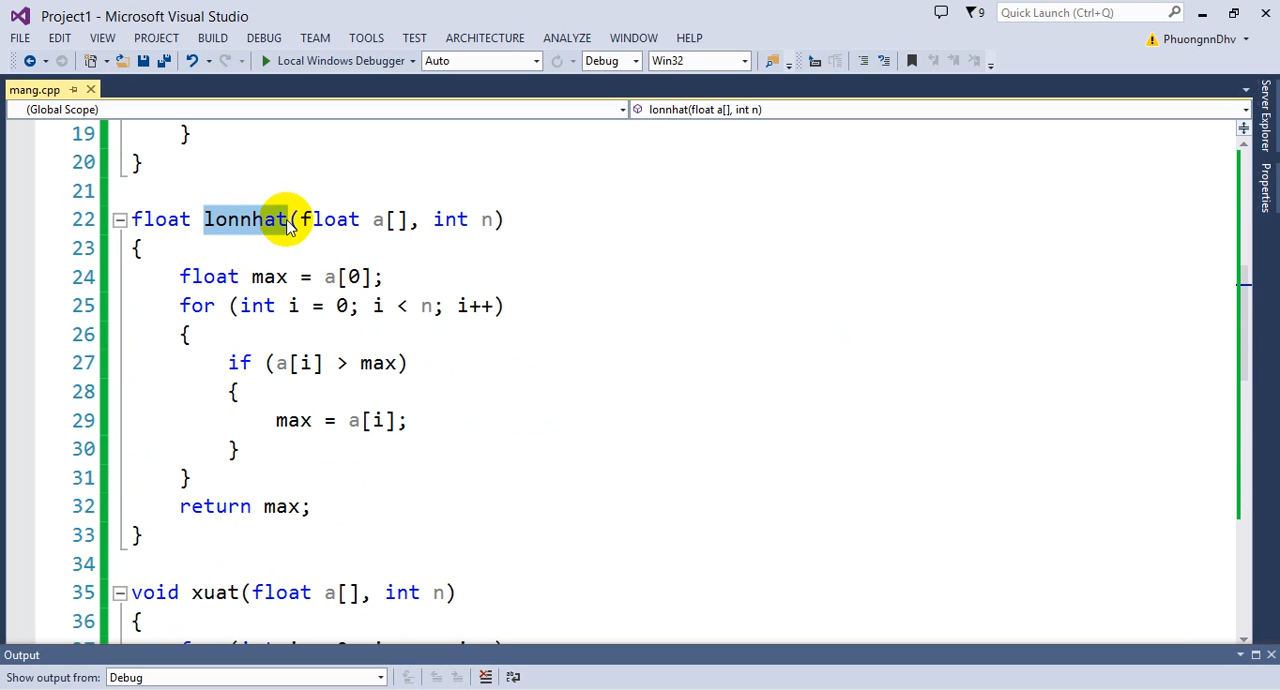 Project1 - Microsoft Visual Studio
9
Quick Launch (Ctrl+Q)
FILE EDIT VIEW PROJECT BUILD DEBUG TEAM TOOLS TEST ARCHITECTURE ANALYZE WINDOW HELP
PhuongnnDhv
Local Windows Debugger Auto Debug Win32
mang.cpp
(Global Scope) lonnhat(float a[], int n)
19 }
20 }
21
22 float lonnhat(float a[], int n)
23 {
24 float max = a[0];
25 for (int i = 0; i < n; i++)
26 {
27 if (a[i] > max)
28 {
29 max = a[i];
30 }
31 }
32 return max;
33 }
34
35 void xuat(float a[], int n)
36 {
Server Explorer
Properties
Output
Show output from: Debug